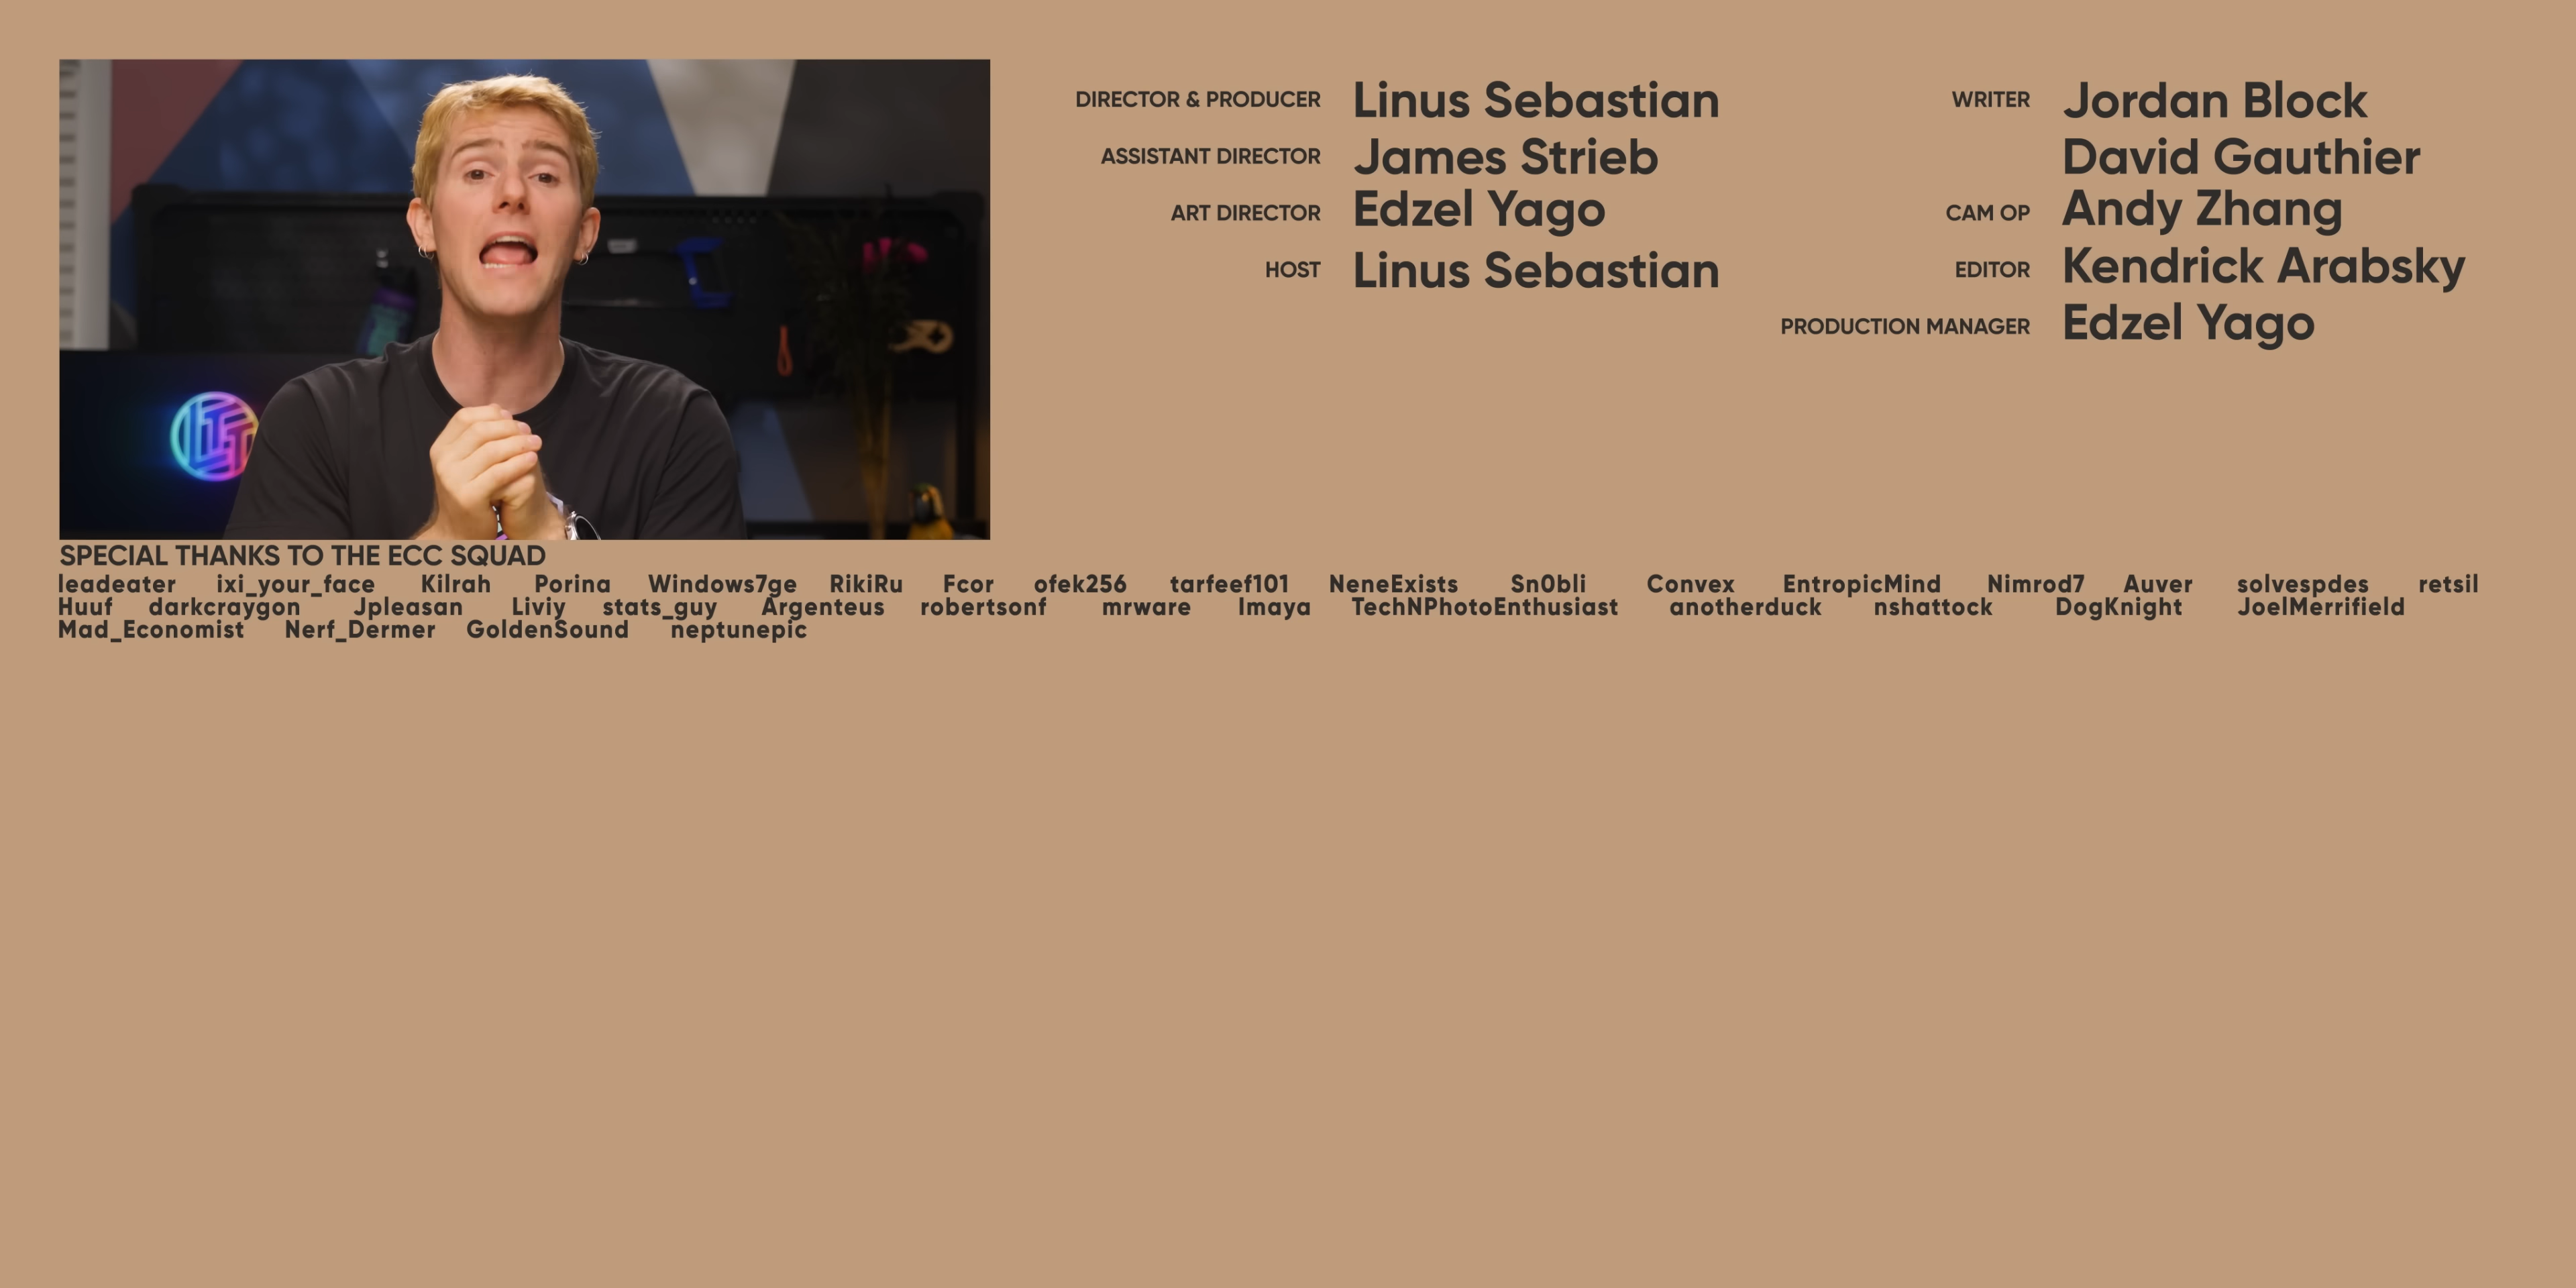 DIRECTOR & PRODUCER Linus Sebastian
ASSISTANT DIRECTOR James Strieb
ART DIRECTOR Edzel Yago
HOST Linus Sebastian
WRITER Jordan Block
David Gauthier
CAM OP Andy Zhang
EDITOR Kendrick Arabsky
PRODUCTION MANAGER Edzel Yago
LTT
SPECIAL THANKS TO THE ECC SQUAD
leadeater ixi_your_face Kilrah Porina Windows7ge RikiRu Fcor ofek256 tarfeef101 NeneExists Sn0bli Convex EntropicMind Nimrod7 Auver solvespdes retsil
Huuf darkcraygon Jpleasan Liviy stats_guy Argenteus robertsonf mrware Imaya TechNPhotoEnthusiast anotherduck nshattock DogKnight JoelMerrifield
Mad_Economist Nerf_Dermer GoldenSound neptunepic